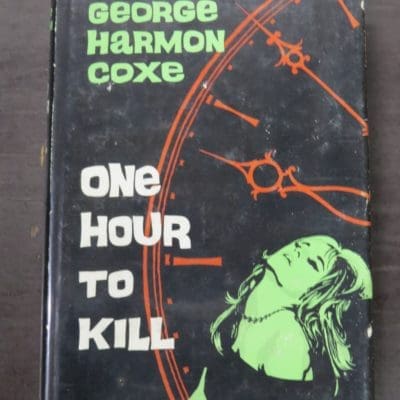 GEORGE
HARMON
COXE
ONE
HOUR
TO
KILL